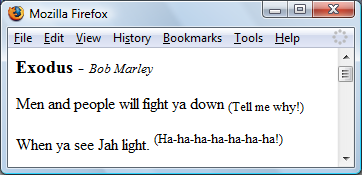 Mozilla Firefox
File Edit View History Bookmarks Tools Help
Exodus - Bob Marley
Men and people will fight ya down (Tell me why!)
When ya see Jah light. (Ha-ha-ha-ha-ha-ha-ha!)